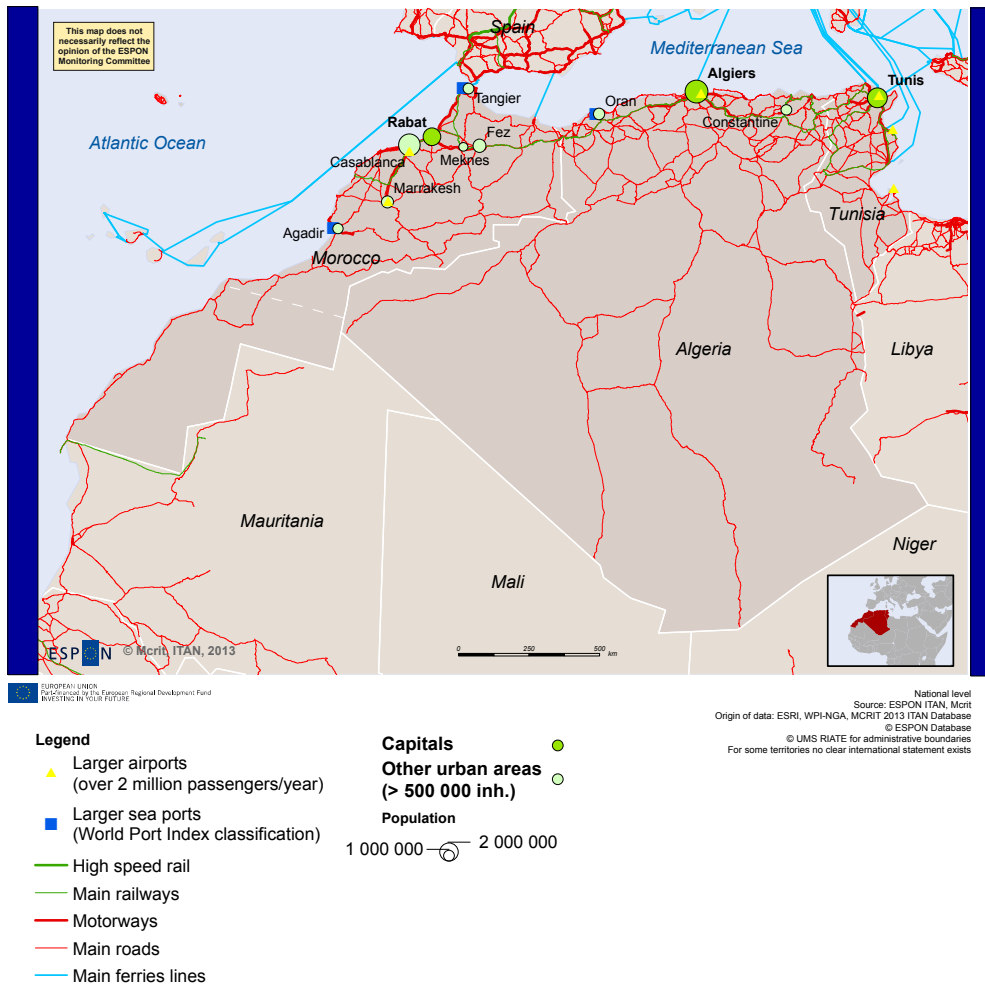 This map does not
necessarily reflect the
opinion of the ESPON
Monitoring Committee
Spain
Mediterranean Sea
Atlantic Ocean
Algiers
Tunis
Tangier
Oran
Constantine
Rabat
Fez
Casablanca
Meknes
Marrakesh
Agadir
Morocco
Tunisia
Algeria
Libya
Mauritania
Mali
Niger
ESPON © Mcrit, ITAN, 2013
0 250 500 km
EUROPEAN UNION
Part-financed by the European Regional Development Fund
INVESTING IN YOUR FUTURE
National level
Source: ESPON ITAN, Mcrit
Origin of data: ESRI, WPI-NGA, MCRIT 2013 ITAN Database
© ESPON Database
© UMS RIATE for administrative boundaries
For some territories no clear international statement exists
Legend
Larger airports
(over 2 million passengers/year)
Larger sea ports
(World Port Index classification)
High speed rail
Main railways
Motorways
Main roads
Main ferries lines
Capitals
Other urban areas
(> 500 000 inh.)
Population
1 000 000 2 000 000